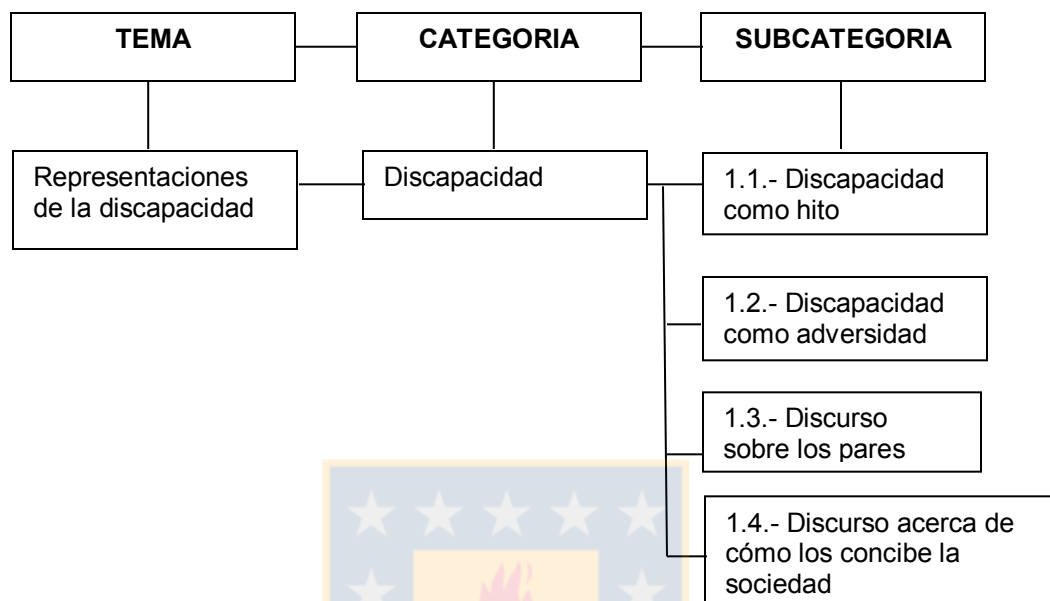 TEMA
CATEGORIA
SUBCATEGORIA
Representaciones
de la discapacidad
Discapacidad
1.1.- Discapacidad
como hito
1.2.- Discapacidad
como adversidad
1.3.- Discurso
sobre los pares
1.4.- Discurso acerca de
cómo los concibe la
sociedad